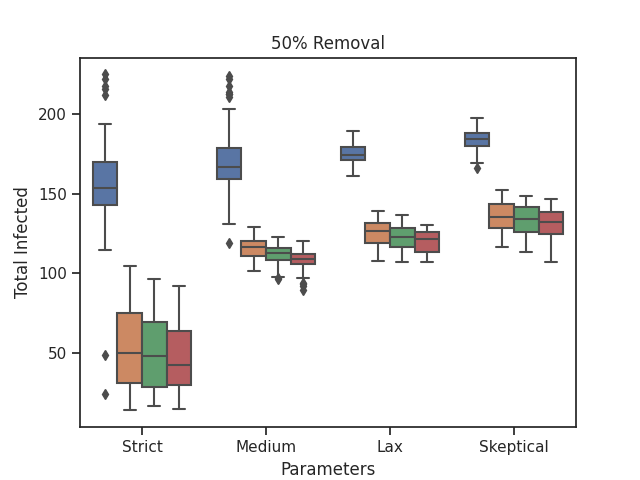 50% Removal
200
150
100
50
Total Infected
Strict Medium Lax Skeptical
Parameters